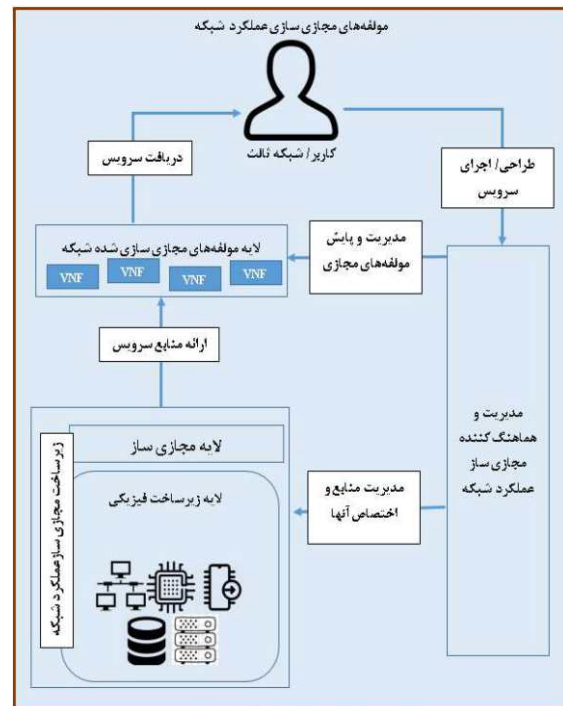 مولفه‌های مجازی سازی عملکرد شبکه
کاربر/ شبکه ثالث
دریافت سرویس
طراحی/ اجرای
سرویس
لایه مولفه‌های مجازی سازی شده شبکه
VNF
VNF
VNF
VNF
مدیریت و پایش
مولفه‌های مجازی
ارائه منابع سرویس
مدیریت و
هماهنگ کننده
مجازی ساز
عملکرد شبکه
لایه مجازی ساز
لایه زیرساخت فیزیکی
زیرساخت مجازی ساز عملکرد شبکه
مدیریت منابع و
اختصاص آنها